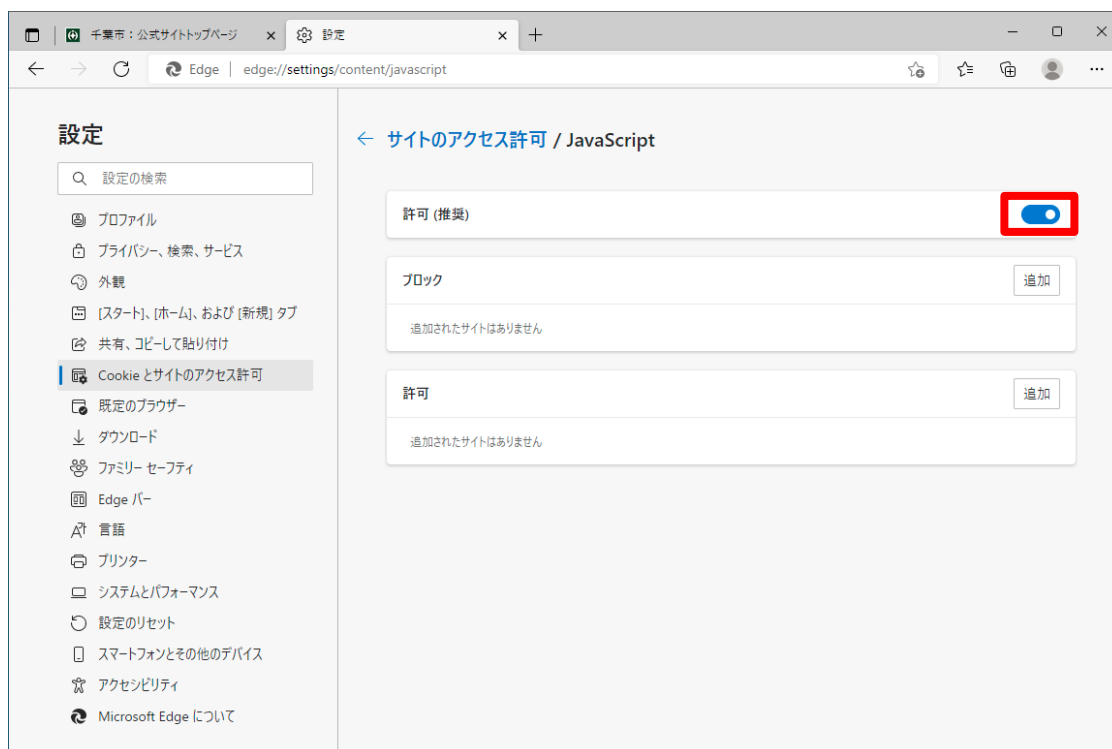 千葉市：公式サイトトップページ
設定
Edge | edge://settings/content/javascript
設定
設定の検索
プロファイル
プライバシー、検索、サービス
外観
[スタート]、[ホーム]、および [新規] タブ
共有、コピーして貼り付け
Cookie とサイトのアクセス許可
既定のブラウザー
ダウンロード
ファミリー セーフティ
Edge バー
言語
プリンター
システムとパフォーマンス
設定のリセット
スマートフォンとその他のデバイス
アクセシビリティ
Microsoft Edge について
サイトのアクセス許可 / JavaScript
許可 (推奨)
ブロック
追加
追加されたサイトはありません
許可
追加
追加されたサイトはありません